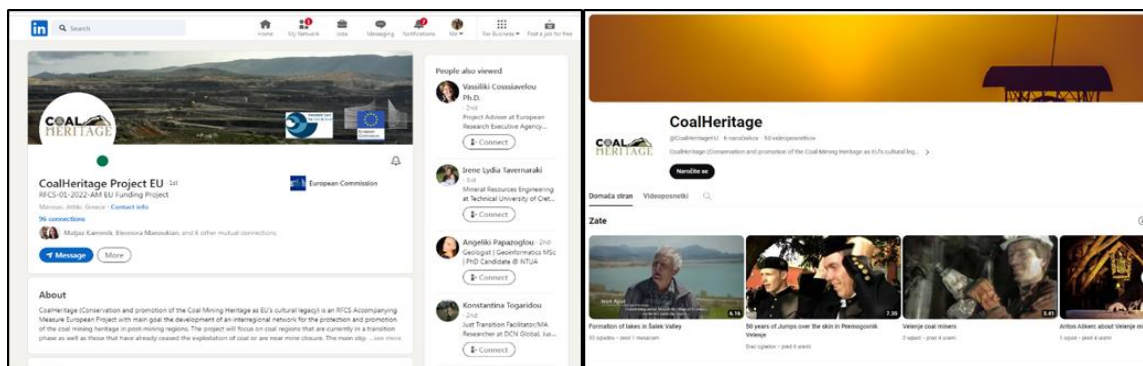 Search
Home
My Network
Jobs
Messaging
Notifications
Me
For Business
Post a job for free
COAL
HERITAGE
European
Commission
CoalHeritage Project EU · 1st
RFCS-01-2022-AM EU Funding Project
Marousi, Attiki, Greece · Contact info
96 connections
Matjaz Kamenik, Eleonora Manoukian, and 6 other mutual connections
Message
More
European Commission
About
CoalHeritage (Conservation and promotion of the Coal Mining Heritage as EU's cultural legacy) is an RFCS Accompanying
Measure European Project with main goal the development of an interregional network for the protection and promotion
of the coal mining heritage in post-mining regions. The project will focus on coal regions that are currently in a transition
phase as well as those that have already ceased the exploitation of coal or are near mine closure. The main obje ...see more
People also viewed
Vassiliki Cosssiavelou
Ph.D.
· 2nd
Project Adviser at European
Research Executive Agency...
Connect
Irene Lydia Tavernaraki
· 3rd
Mineral Resources Engineering
at Technical University of Cret...
Connect
Angeliki Papazoglou · 2nd
Geologist | Geoinformatics MSc
| PhD Candidate @ NTUA
Connect
Konstantina Togaridou
· 2nd
Just Transition Facilitator/MA
Researcher at DCN Global, Jus...
Connect
COAL
HERITAGE
CoalHeritage
@CoalHeritageEU
CoalHeritage (Conservation and promotion of the Coal Mining Heritage as EU's cultural leg...
Naročite se
Domača stran
Videoposnetki
Zate
6:16
Formation of lakes in Šalek Valley
7:35
50 years of Jumps over the skin in Premogovnik
Velenje
3:41
Velenje coal miners
Anton Aškerc about Velenje mi